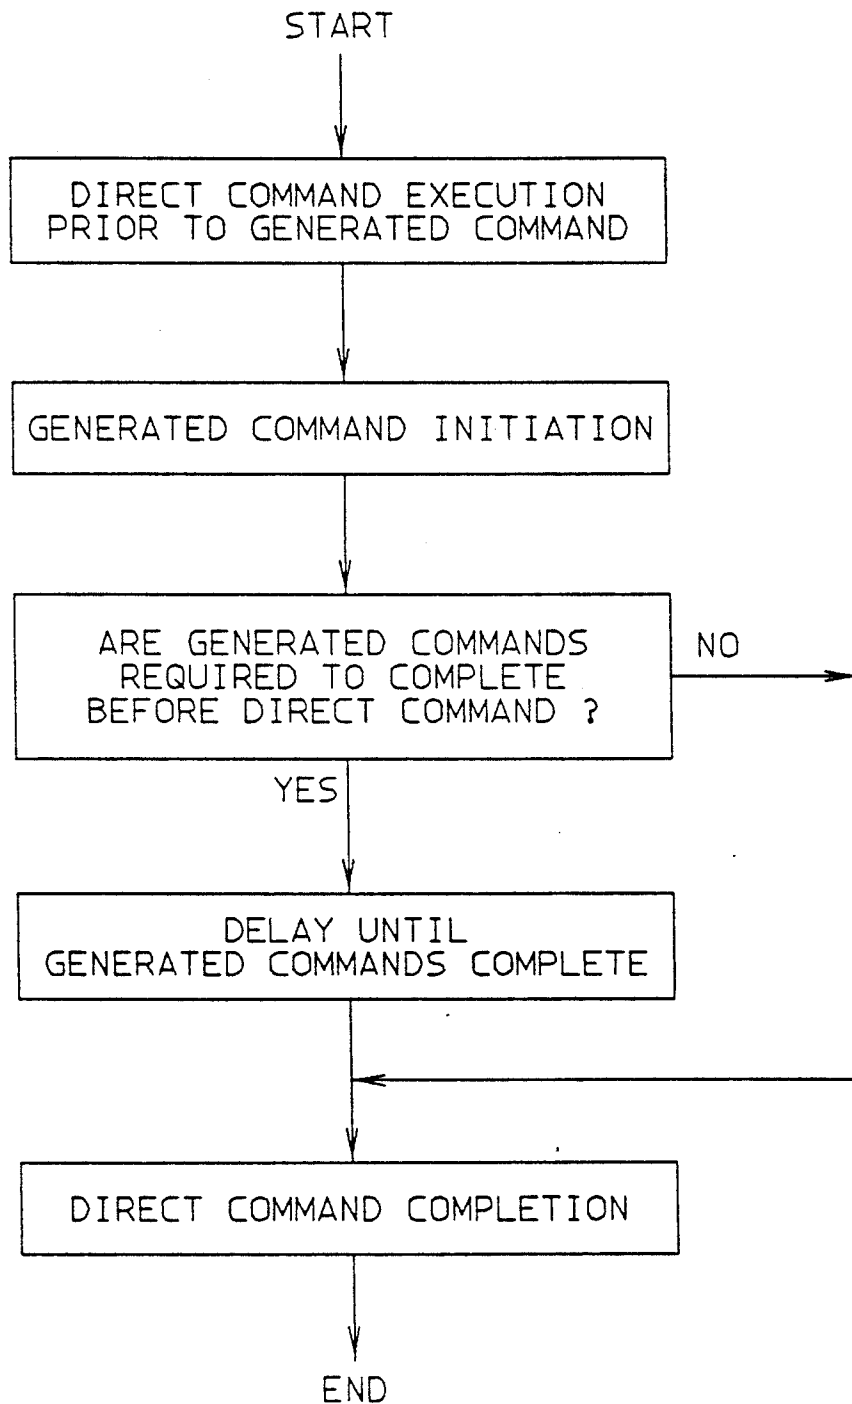 START
DIRECT COMMAND EXECUTION
PRIOR TO GENERATED COMMAND
GENERATED COMMAND INITIATION
ARE GENERATED COMMANDS
REQUIRED TO COMPLETE
BEFORE DIRECT COMMAND ?
NO
YES
DELAY UNTIL
GENERATED COMMANDS COMPLETE
DIRECT COMMAND COMPLETION
END